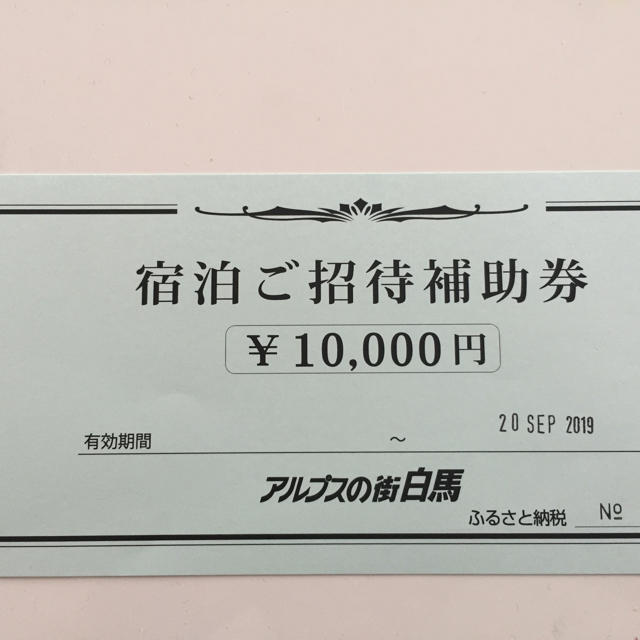 宿泊ご招待補助券
¥10,000円
有効期間 ～ 20 SEP 2019
アルプスの街白馬
ふるさと納税 №